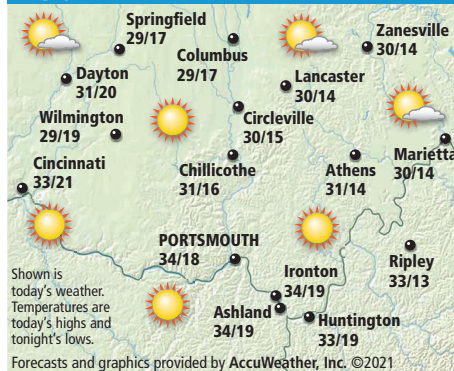 Springfield
29/17
Columbus
29/17
Zanesville
30/14
Dayton
31/20
Lancaster
30/14
Wilmington
29/19
Circleville
30/15
Cincinnati
33/21
Chillicothe
31/16
Athens
31/14
Marietta
30/14
PORTSMOUTH
34/18
Ripley
33/13
Ironton
34/19
Ashland
34/19
Huntington
33/19
Shown is
today's weather.
Temperatures are
today's highs and
tonight's lows.
Forecasts and graphics provided by AccuWeather, Inc. ©2021